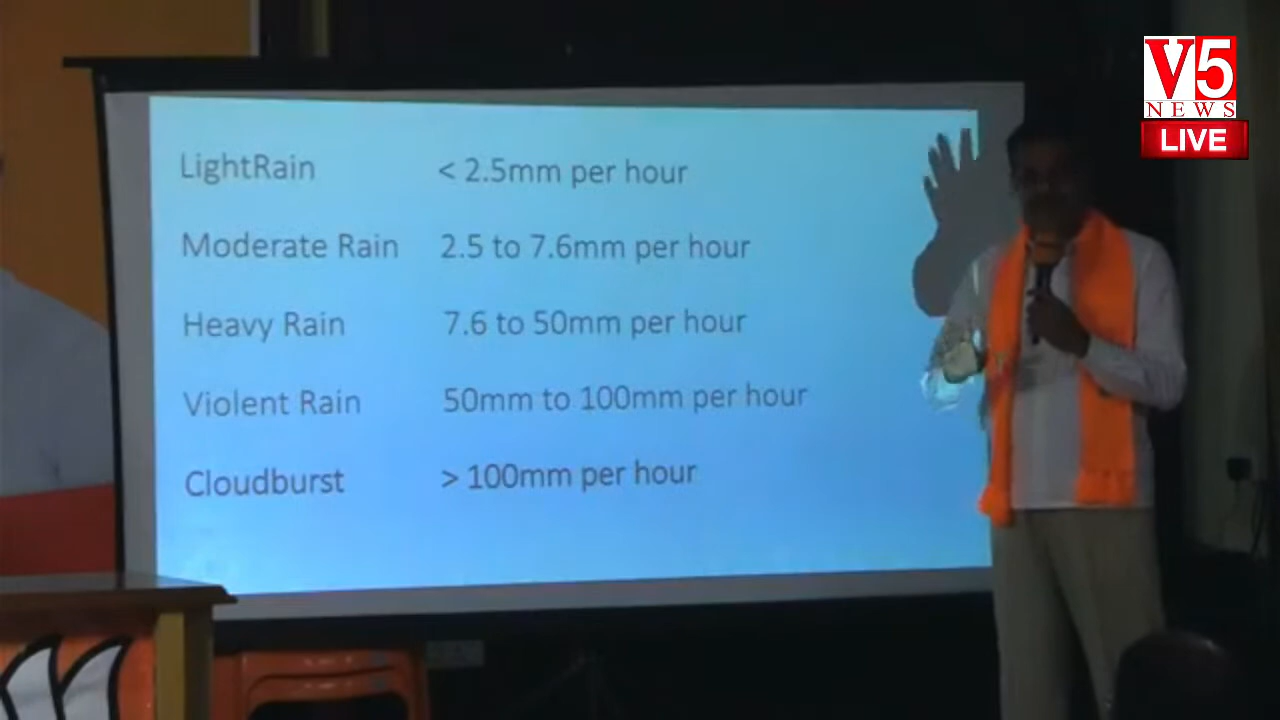 V5
NEWS
LIVE
LightRain < 2.5mm per hour
Moderate Rain 2.5 to 7.6mm per hour
Heavy Rain 7.6 to 50mm per hour
Violent Rain 50mm to 100mm per hour
Cloudburst > 100mm per hour